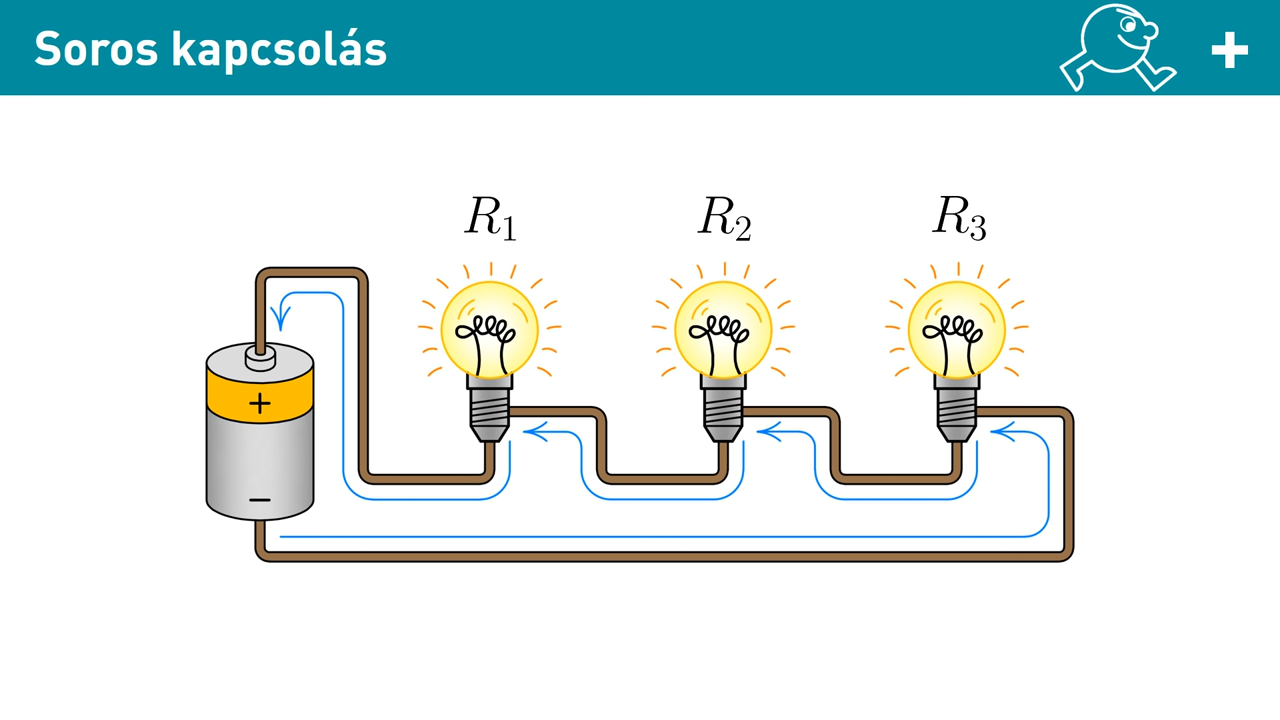 Soros kapcsolás
+
R₁ R₂ R₃
+
−